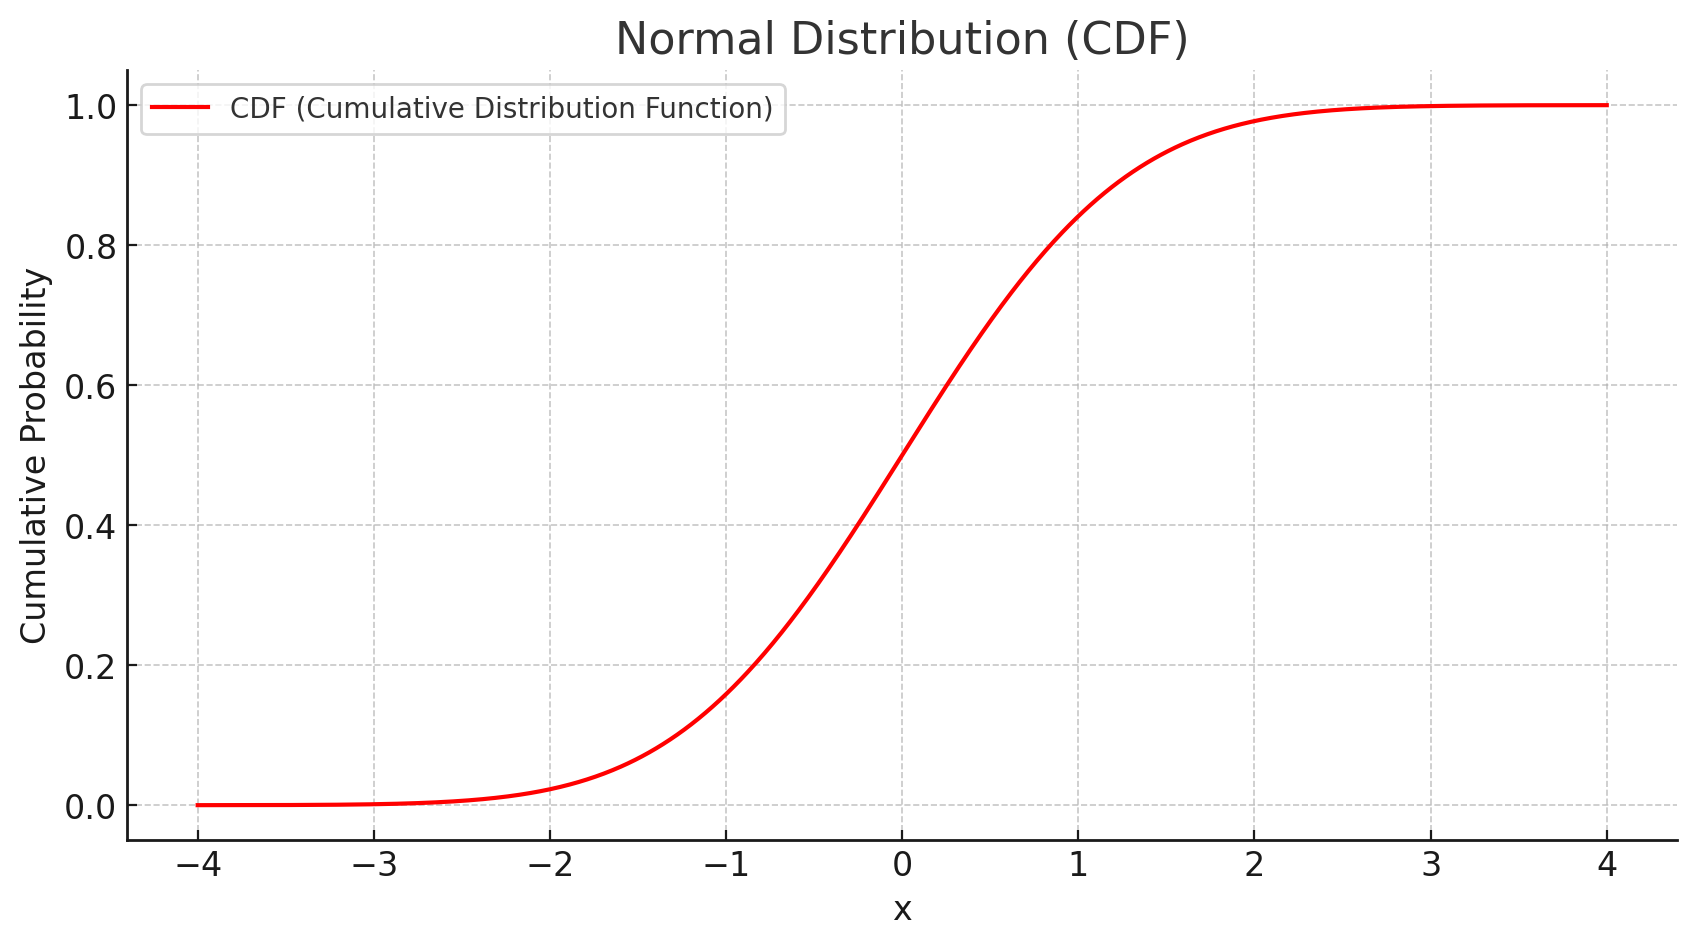 Normal Distribution (CDF)
CDF (Cumulative Distribution Function)
Cumulative Probability
1.0
0.8
0.6
0.4
0.2
0.0
−4 −3 −2 −1 0 1 2 3 4
x